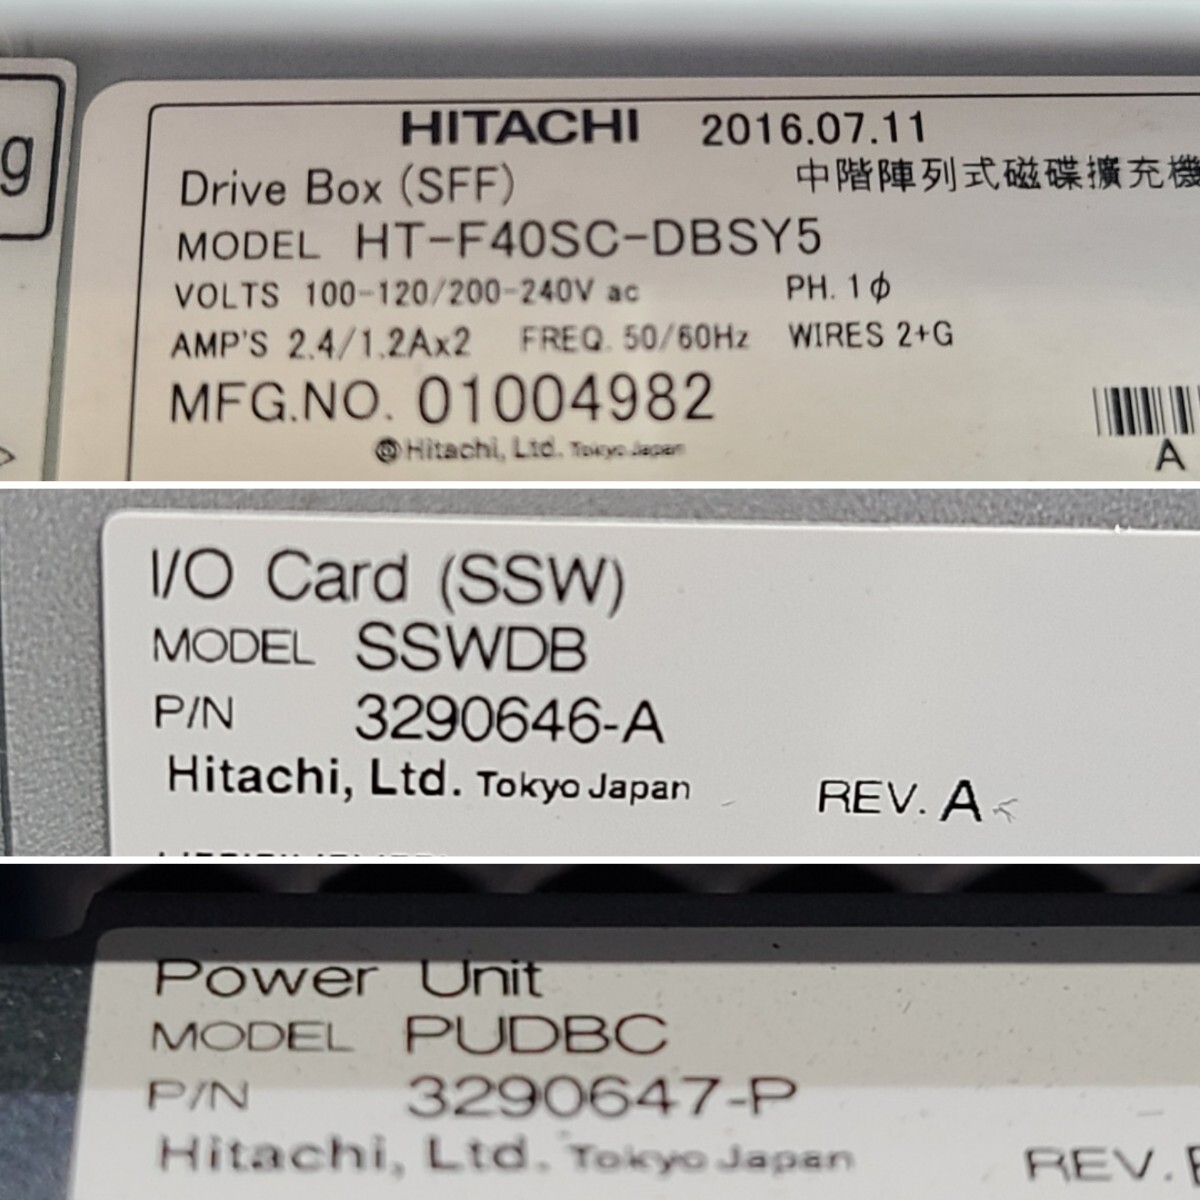 g
HITACHI 2016.07.11
Drive Box (SFF) 中階陣列式磁碟擴充機
MODEL HT-F40SC-DBSY5
VOLTS 100-120/200-240V ac PH. 1φ
AMP'S 2.4/1.2Ax2 FREQ. 50/60Hz WIRES 2+G
MFG.NO. 01004982
©Hitachi, Ltd. Tokyo Japan
A
I/O Card (SSW)
MODEL SSWDB
P/N 3290646-A
Hitachi, Ltd. Tokyo Japan REV. A
Power Unit
MODEL PUDBC
P/N 3290647-P
Hitachi, Ltd. Tokyo Japan REV.